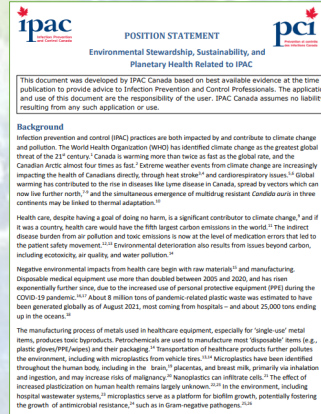 ipac
Infection Prevention
and Control Canada
POSITION STATEMENT
pci
Environmental Stewardship, Sustainability, and
Planetary Health Related to IPAC
This document was developed by IPAC Canada based on best available evidence at the time
publication to provide advice to Infection Prevention and Control Professionals. The applicatio
and use of this document are the responsibility of the user. IPAC Canada assumes no liability
resulting from any such application or use.
Background
Infection prevention and control (IPAC) practices are both impacted by and contribute to climate change
and pollution. The World Health Organization (WHO) has identified climate change as the greatest global
threat of the 21st century.1 Canada is warming more than twice as fast as the global rate, and the
Canadian Arctic almost four times as fast.2 Extreme weather events from climate change are increasingly
impacting the health of Canadians directly, through heat stroke3,4 and cardiorespiratory issues.5,6 Global
warming has contributed to the rise in diseases like Lyme disease in Canada, spread by vectors which can
now live further north,7,8 and the simultaneous emergence of multidrug resistant Candida auris in three
continents may be linked to thermal adaptation.10
Health care, despite having a goal of doing no harm, is a significant contributor to climate change,9 and if
it was a country, health care would have the fifth largest carbon emissions in the world.11 The indirect
disease burden from air pollution and toxic emissions is now at the level of medication errors that led to
the patient safety movement.12,13 Environmental deterioration also results from issues beyond carbon,
including ecotoxicity, air quality, and water pollution.14
Negative environmental impacts from health care begin with raw materials15 and manufacturing.
Disposable medical equipment use more than doubled between 2005 and 2020, and has risen
exponentially further since, due to the increased use of personal protective equipment (PPE) during the
COVID-19 pandemic.16,17 About 8 million tons of pandemic-related plastic waste was estimated to have
been generated globally as of August 2021, most coming from hospitals – and about 25,000 tons ending
up in the oceans.18
The manufacturing process of metals used in healthcare equipment, especially for 'single-use' metal
items, produces toxic byproducts. Petrochemicals are used to manufacture most 'disposable' items (e.g.,
plastic gloves/PPE/wipes) and their packaging.14 Transportation of healthcare products further pollutes
the environment, including with microplastics from vehicle tires.13,14 Microplastics have been identified
throughout the human body, including in the brain,19 placentas, and breast milk, primarily via inhalation
and ingestion, and may increase risks of malignancy.20 Nanoplastics can infiltrate cells.21 The effect of
increased plasticization on human health remains largely unknown.22,23 In the environment, including
hospital wastewaters,23 microplastics serve as a platform for biofilm growth, potentially fostering
the growth of antimicrobial resistance,24 such as in Gram-negative pathogens.25,26